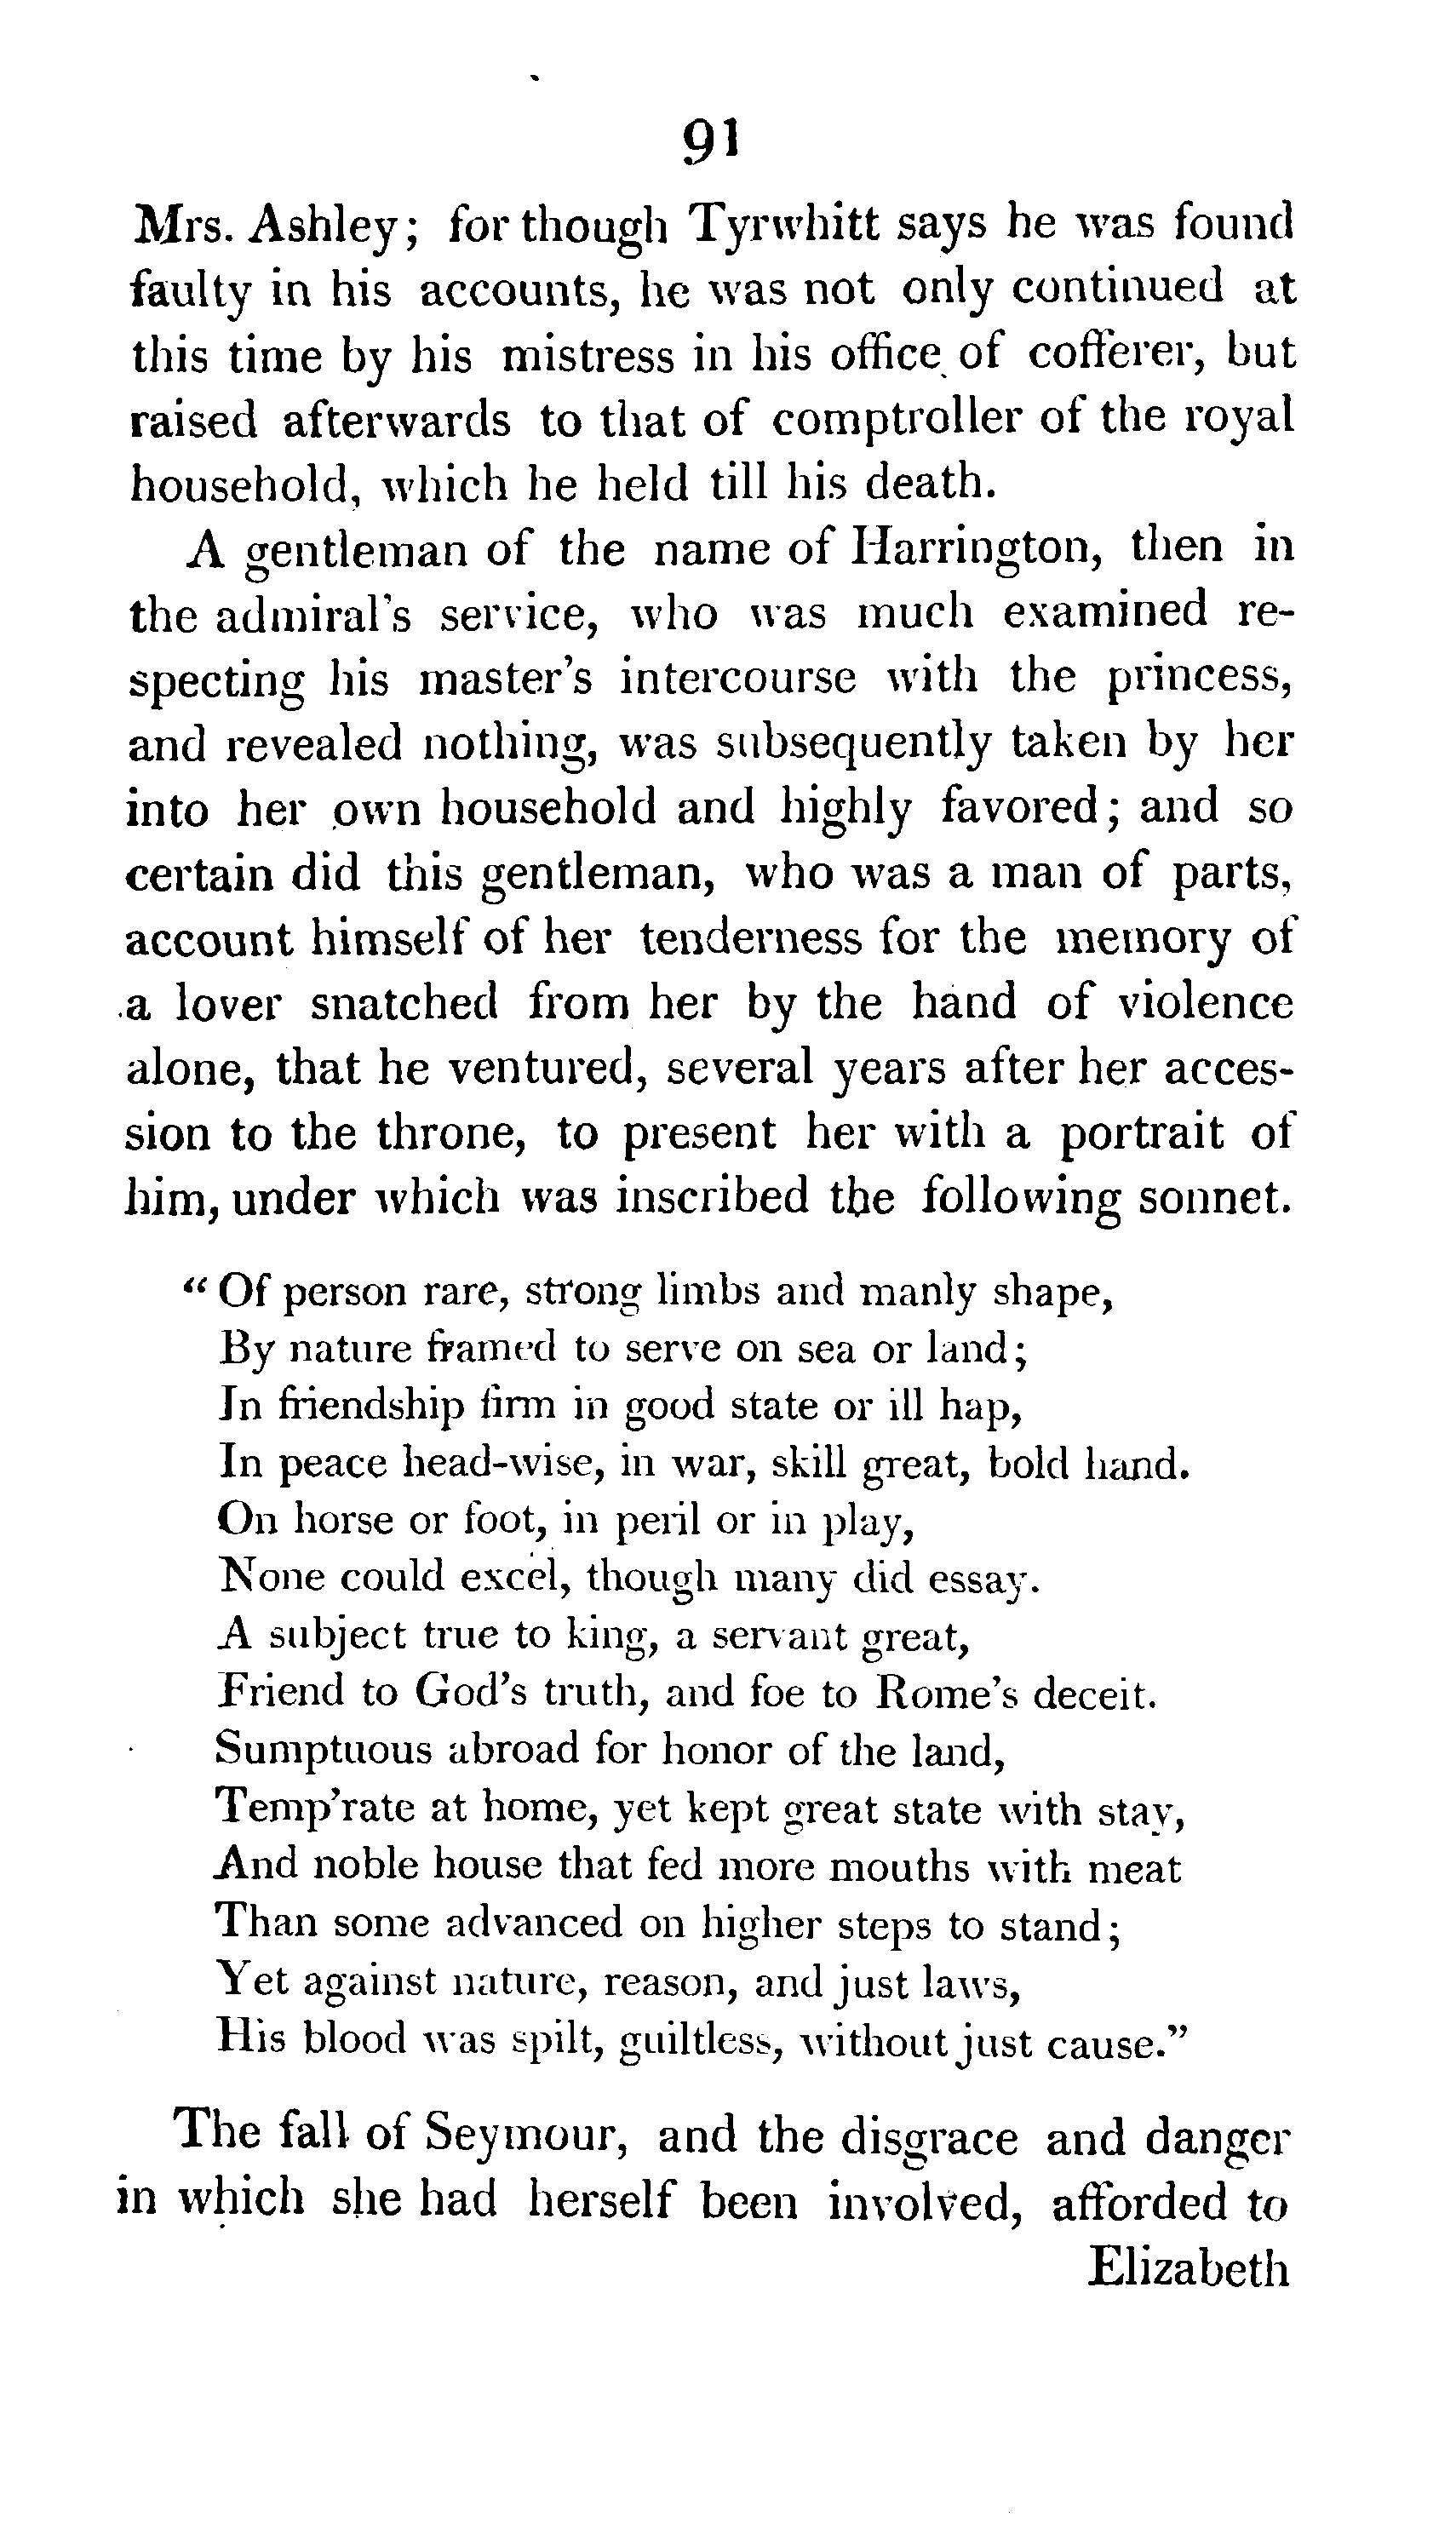 91
Mrs. Ashley; for though Tyrwhitt says he was found
faulty in his accounts, he was not only continued at
this time by his mistress in his office of cofferer, but
raised afterwards to that of comptroller of the royal
household, which he held till his death.
A gentleman of the name of Harrington, then in
the admiral's service, who was much examined re-
specting his master's intercourse with the princess,
and revealed nothing, was subsequently taken by her
into her own household and highly favored; and so
certain did this gentleman, who was a man of parts,
account himself of her tenderness for the memory of
a lover snatched from her by the hand of violence
alone, that he ventured, several years after her acces-
sion to the throne, to present her with a portrait of
him, under which was inscribed the following sonnet.
“Of person rare, strong limbs and manly shape,
By nature framed to serve on sea or land;
In friendship firm in good state or ill hap,
In peace head-wise, in war, skill great, bold hand.
On horse or foot, in peril or in play,
None could excel, though many did essay.
A subject true to king, a servant great,
Friend to God's truth, and foe to Rome's deceit.
Sumptuous abroad for honor of the land,
Temp'rate at home, yet kept great state with stay,
And noble house that fed more mouths with meat
Than some advanced on higher steps to stand;
Yet against nature, reason, and just laws,
His blood was spilt, guiltless, without just cause.”
The fall of Seymour, and the disgrace and danger
in which she had herself been involved, afforded to
Elizabeth